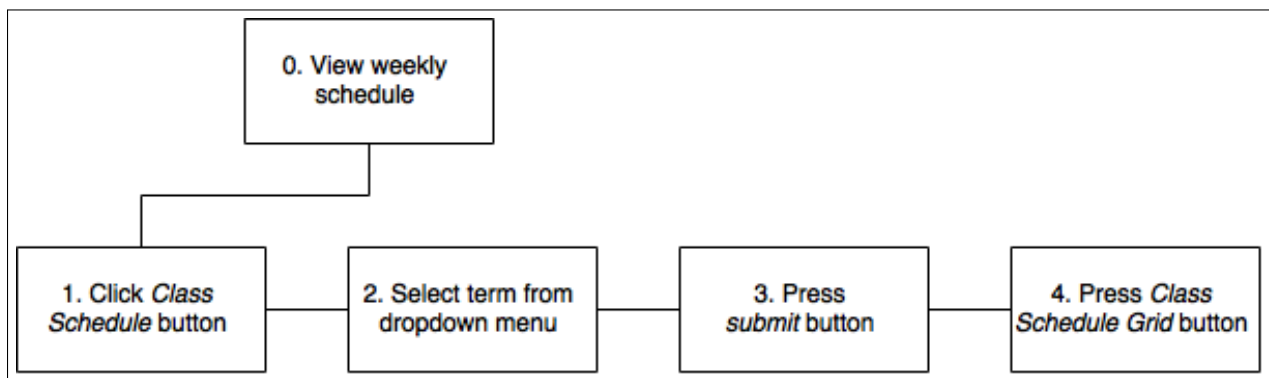 0. View weekly
schedule
1. Click Class
Schedule button
2. Select term from
dropdown menu
3. Press
submit button
4. Press Class
Schedule Grid button